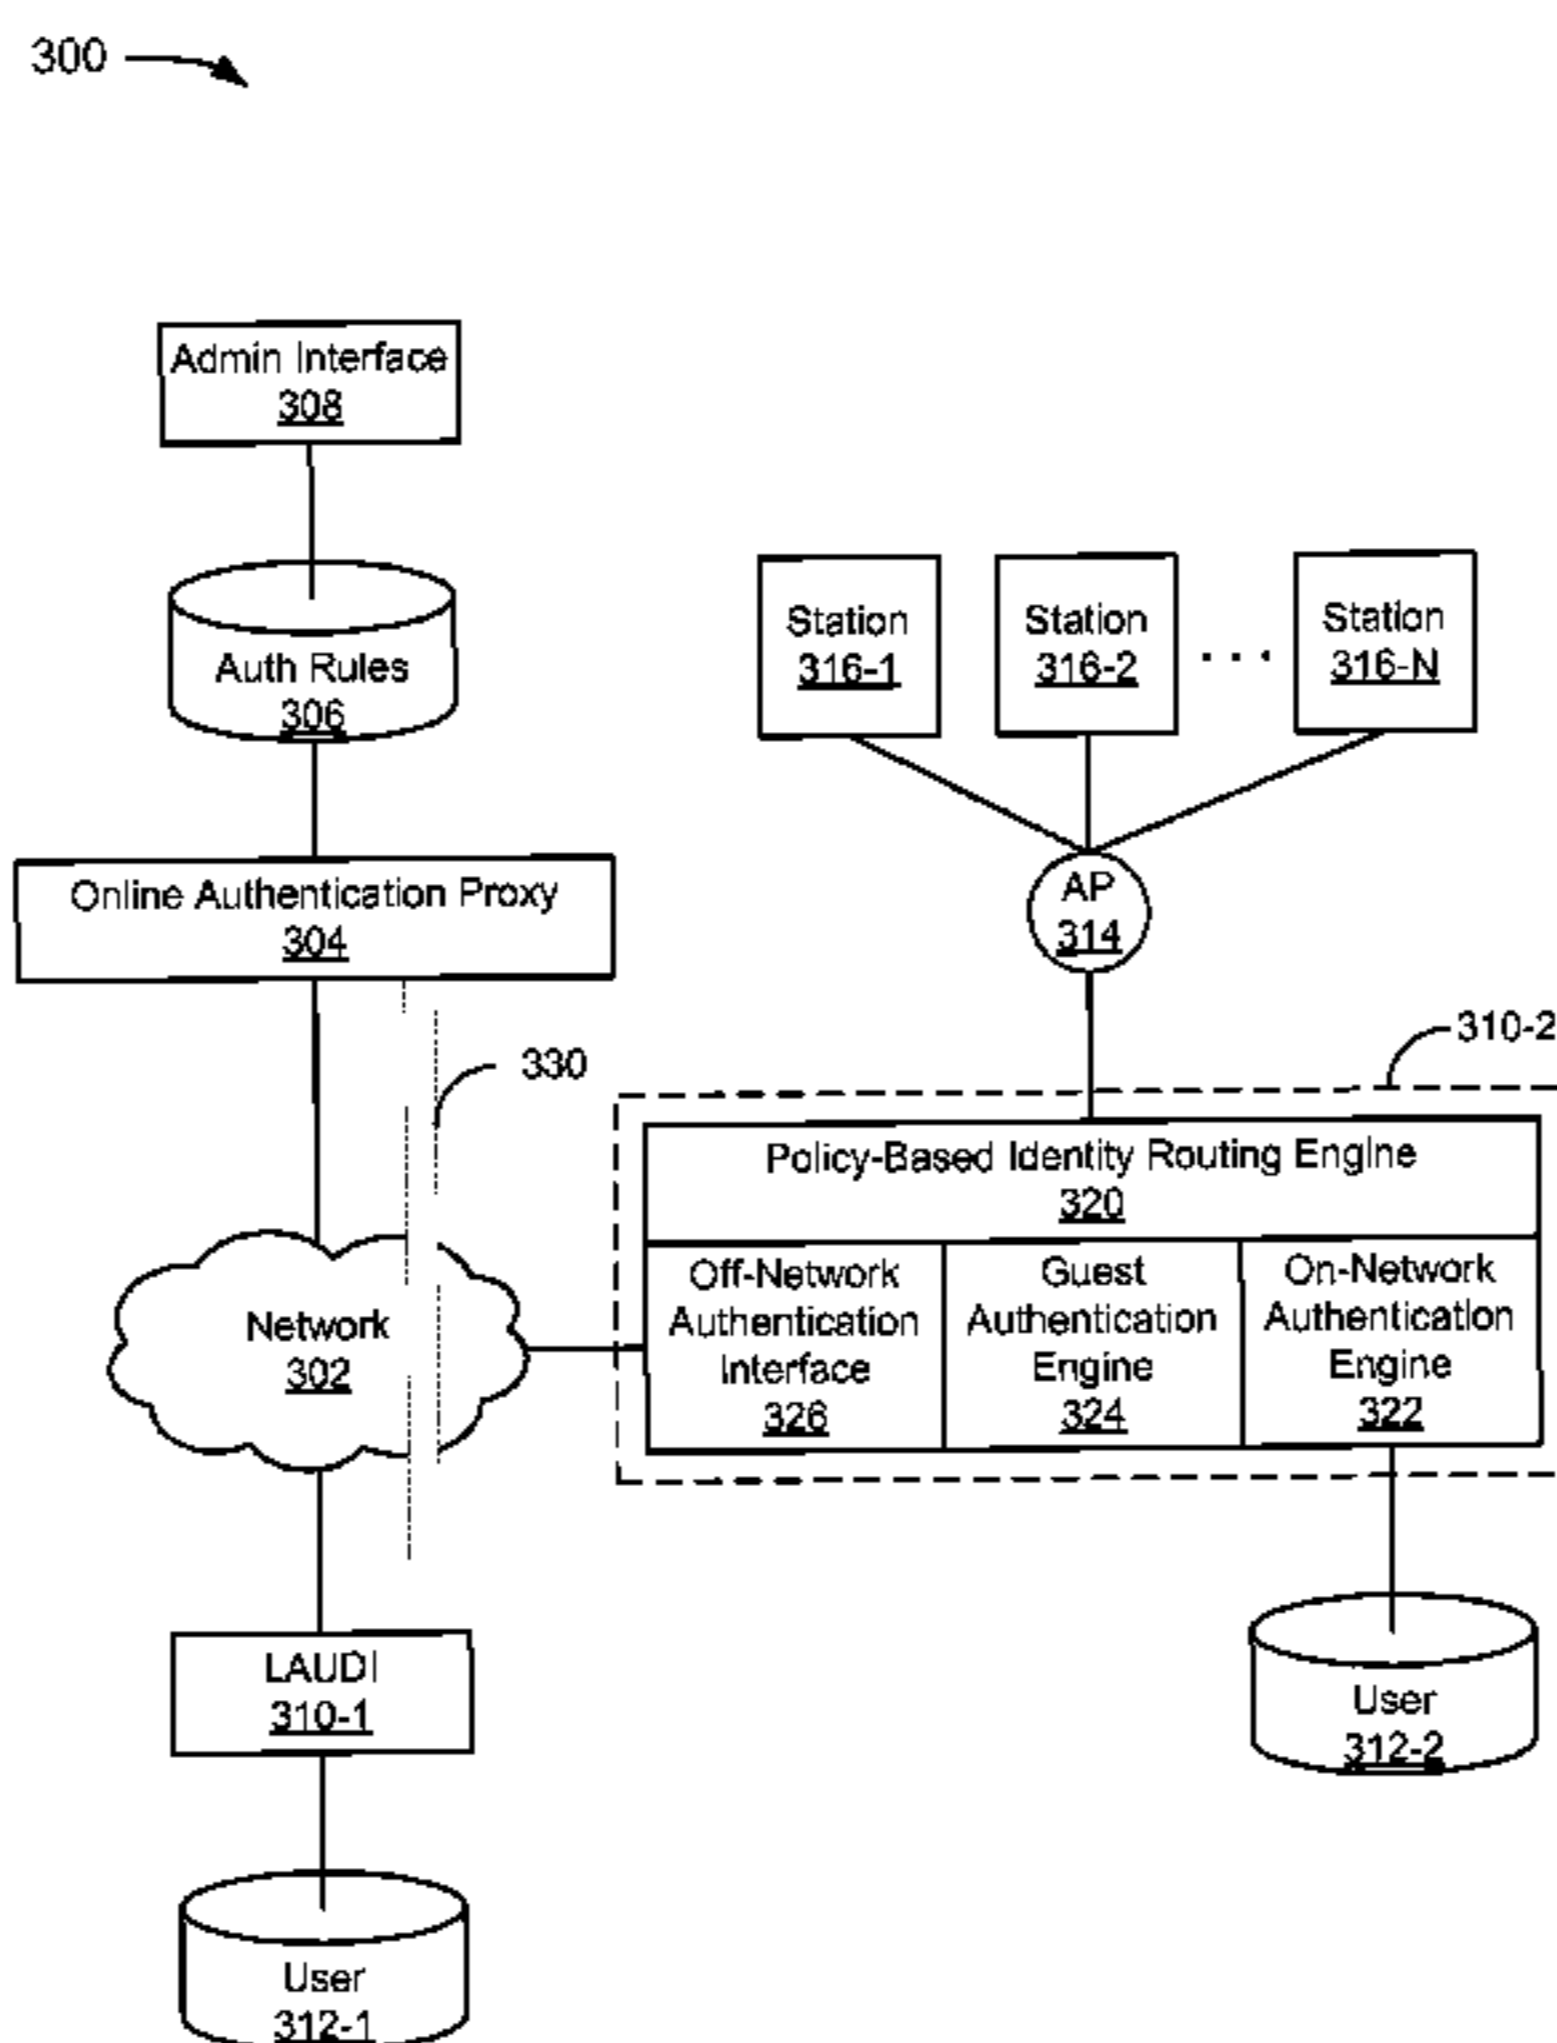 300
Admin Interface
308
Auth Rules
306
Station
316-1
Station
316-2
. . .
Station
316-N
Online Authentication Proxy
304
AP
314
330
310-2
Policy-Based Identity Routing Engine
320
Off-Network
Authentication
Interface
326
Guest
Authentication
Engine
324
On-Network
Authentication
Engine
322
Network
302
LAUDI
310-1
User
312-2
User
312-1